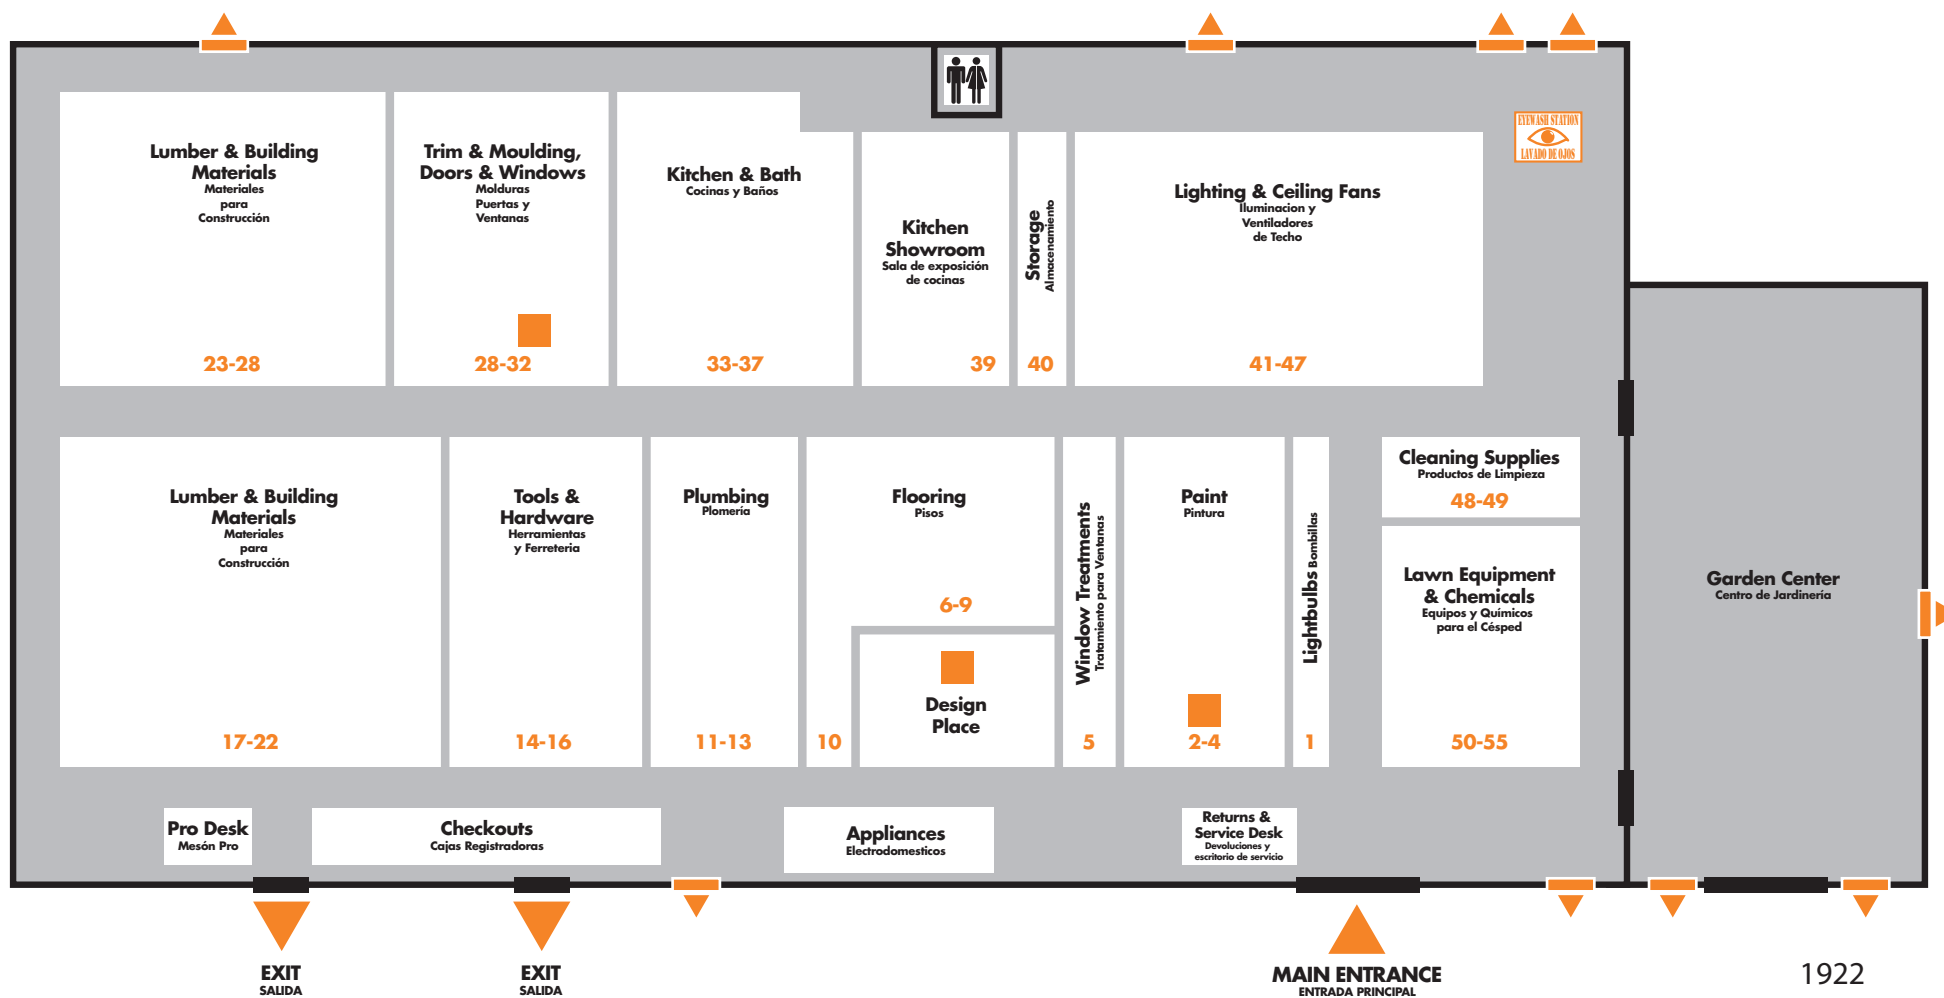 EYEWASH STATION
LAVADO DE OJOS
Lumber & Building
Materials
Materiales
para
Construcción
23-28
Trim & Moulding,
Doors & Windows
Molduras
Puertas y
Ventanas
28-32
Kitchen & Bath
Cocinas y Baños
33-37
Kitchen
Showroom
Sala de exposición
de cocinas
39
Storage
Almacenamiento
40
Lighting & Ceiling Fans
Iluminacion y
Ventiladores
de Techo
41-47
Lumber & Building
Materials
Materiales
para
Construcción
17-22
Tools &
Hardware
Herramientas
y Ferreteria
14-16
Plumbing
Plomería
11-13
Flooring
Pisos
6-9
10
Design
Place
Window Treatments
Tratamiento para Ventanas
5
Paint
Pintura
2-4
Lightbulbs Bombillas
1
Cleaning Supplies
Productos de Limpieza
48-49
Lawn Equipment
& Chemicals
Equipos y Químicos
para el Césped
50-55
Garden Center
Centro de Jardinería
Pro Desk
Mesón Pro
Checkouts
Cajas Registradoras
Appliances
Electrodomesticos
Returns &
Service Desk
Devoluciones y
escritorio de servicio
EXIT
SALIDA
EXIT
SALIDA
MAIN ENTRANCE
ENTRADA PRINCIPAL
1922